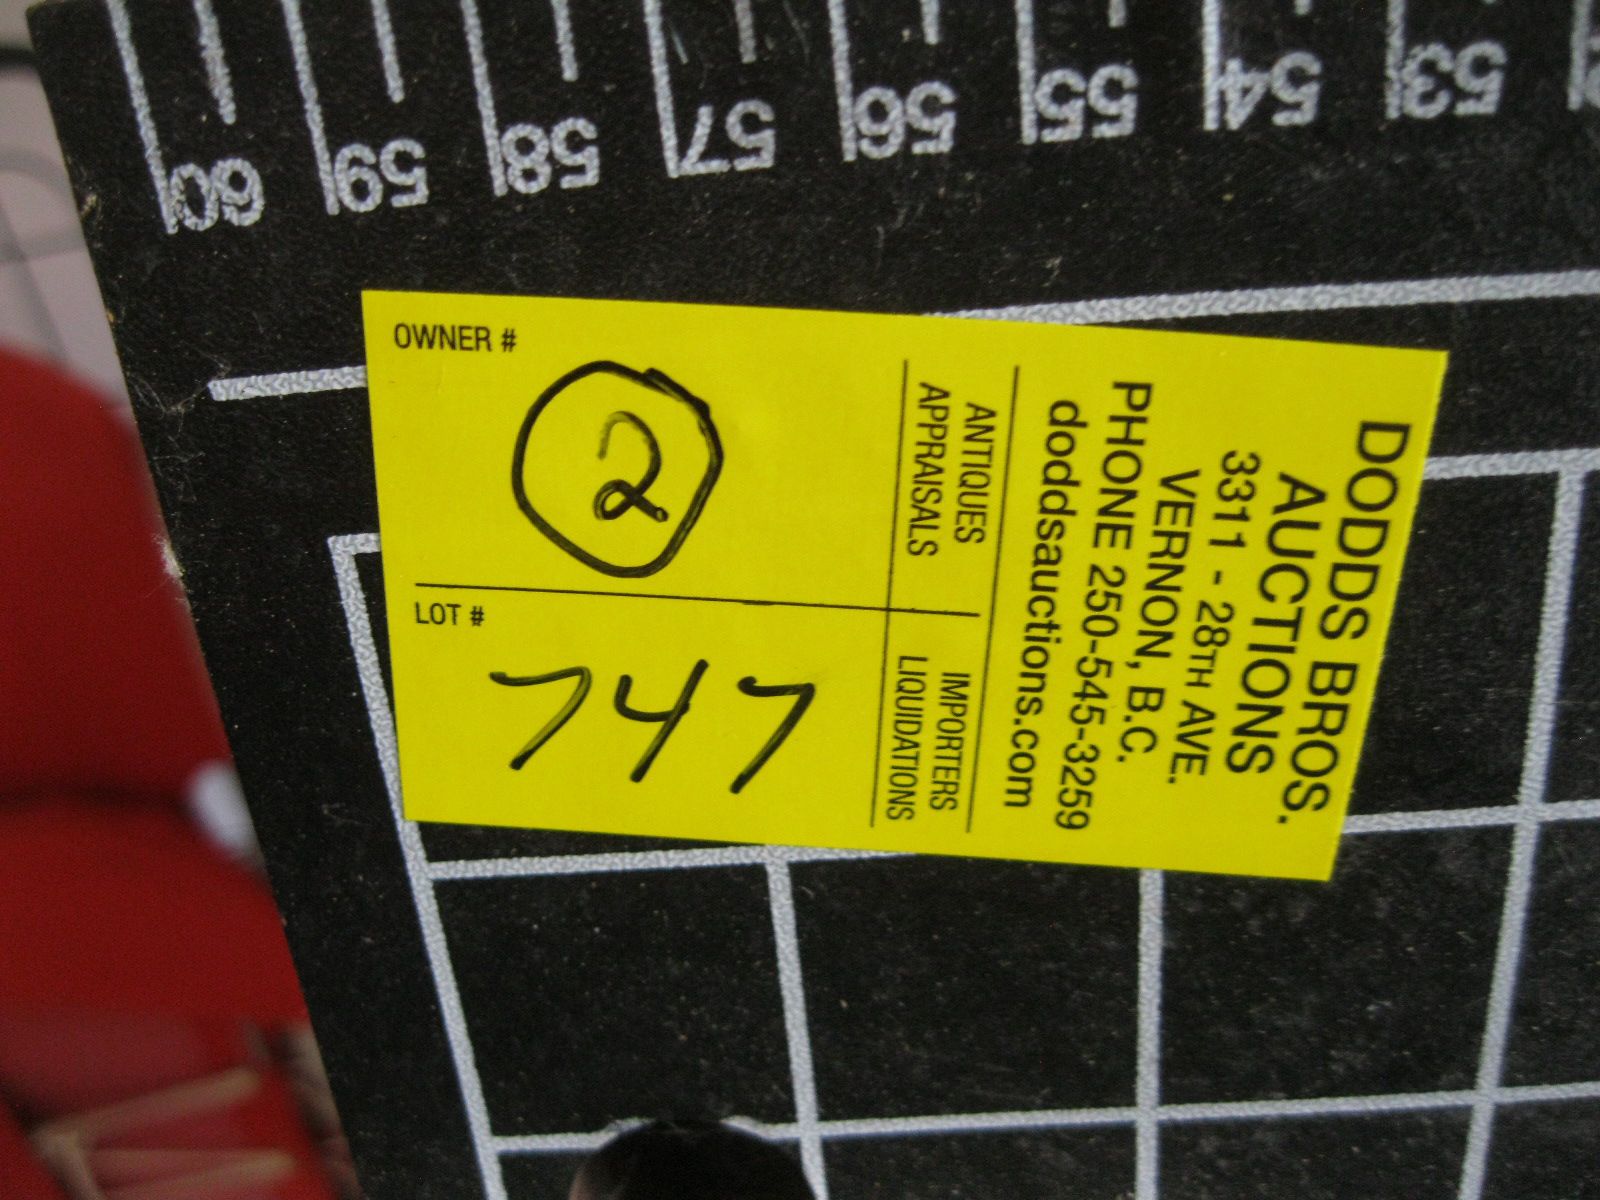 60 59 58 57 56 55 54 53
OWNER #
2
LOT #
747
ANTIQUES
APPRAISALS
IMPORTERS
LIQUIDATIONS
DODDS BROS.
AUCTIONS
3311 - 28TH AVE.
VERNON, B.C.
PHONE 250-545-3259
doddsauctions.com